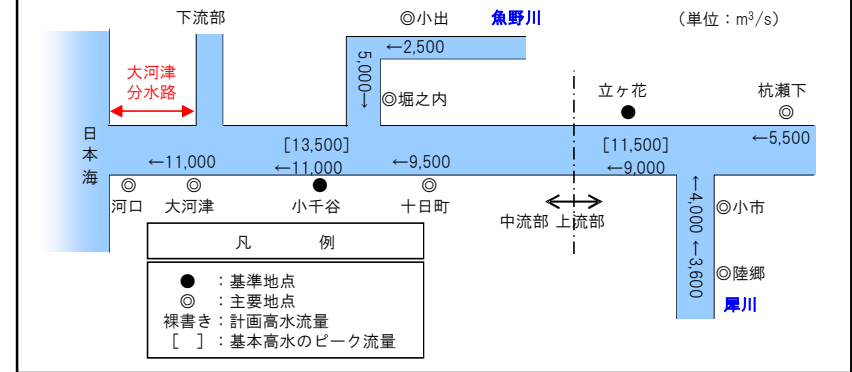 下流部
◎小出
魚野川
（単位：m³/s）
←2,500
5,000→
◎堀之内
大河津
分水路
立ヶ花
●
杭瀬下
◎
日本海
[13,500]
←11,000
←11,000
←9,500
[11,500]
←9,000
←5,500
◎
河口
◎
大河津
●
小千谷
◎
十日町
中流部
上流部
←4,000
←3,600
◎小市
◎陸郷
犀川
凡　例
●：基準地点
◎：主要地点
裸書き：計画高水流量
[　]：基本高水のピーク流量